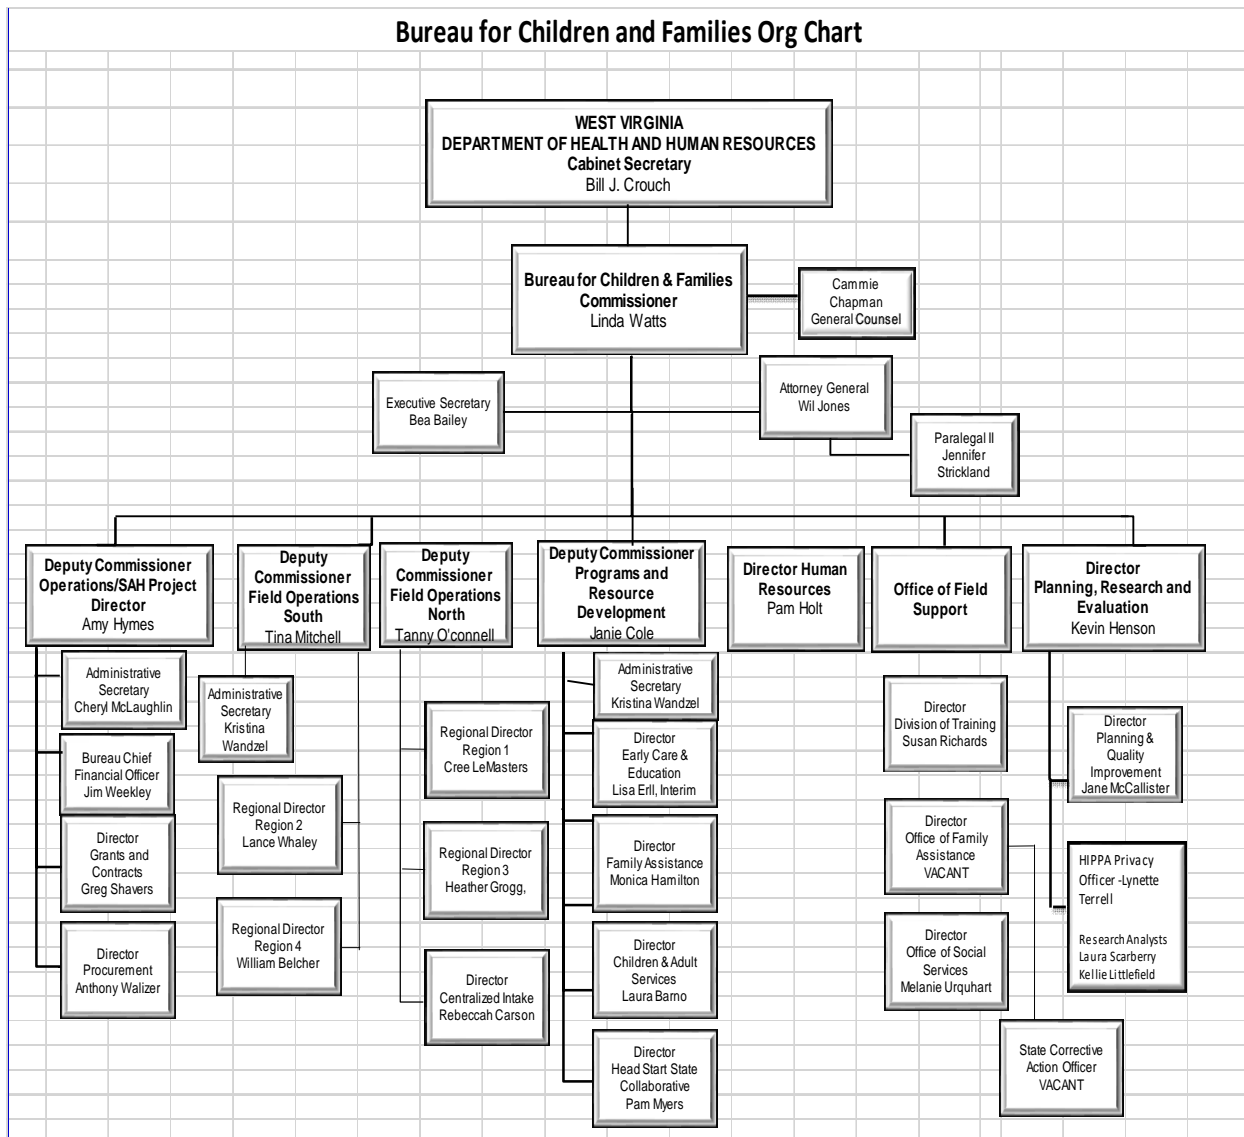 Bureau for Children and Families Org Chart
WEST VIRGINIA
DEPARTMENT OF HEALTH AND HUMAN RESOURCES
Cabinet Secretary
Bill J. Crouch
Bureau for Children & Families
Commissioner
Linda Watts
Cammie
Chapman
General Counsel
Executive Secretary
Bea Bailey
Attorney General
Wil Jones
Paralegal II
Jennifer
Strickland
Deputy Commissioner
Operations/SAH Project
Director
Amy Hymes
Deputy
Commissioner
Field Operations
South
Tina Mitchell
Deputy
Commissioner
Field Operations
North
Tanny O'connell
Deputy Commissioner
Programs and
Resource
Development
Janie Cole
Director Human
Resources
Pam Holt
Office of Field
Support
Director
Planning, Research and
Evaluation
Kevin Henson
Administrative
Secretary
Cheryl McLaughlin
Bureau Chief
Financial Officer
Jim Weekley
Director
Grants and
Contracts
Greg Shavers
Director
Procurement
Anthony Walizer
Administrative
Secretary
Kristina
Wandzel
Regional Director
Region 2
Lance Whaley
Regional Director
Region 4
William Belcher
Regional Director
Region 1
Cree LeMasters
Regional Director
Region 3
Heather Grogg,
Director
Centralized Intake
Rebeccah Carson
Administrative
Secretary
Kristina Wandzel
Director
Early Care &
Education
Lisa Erll, Interim
Director
Family Assistance
Monica Hamilton
Director
Children & Adult
Services
Laura Barno
Director
Head Start State
Collaborative
Pam Myers
Director
Division of Training
Susan Richards
Director
Office of Family
Assistance
VACANT
Director
Office of Social
Services
Melanie Urquhart
State Corrective
Action Officer
VACANT
Director
Planning &
Quality
Improvement
Jane McCallister
HIPPA Privacy
Officer -Lynette
Terrell
Research Analysts
Laura Scarberry
Kellie Littlefield